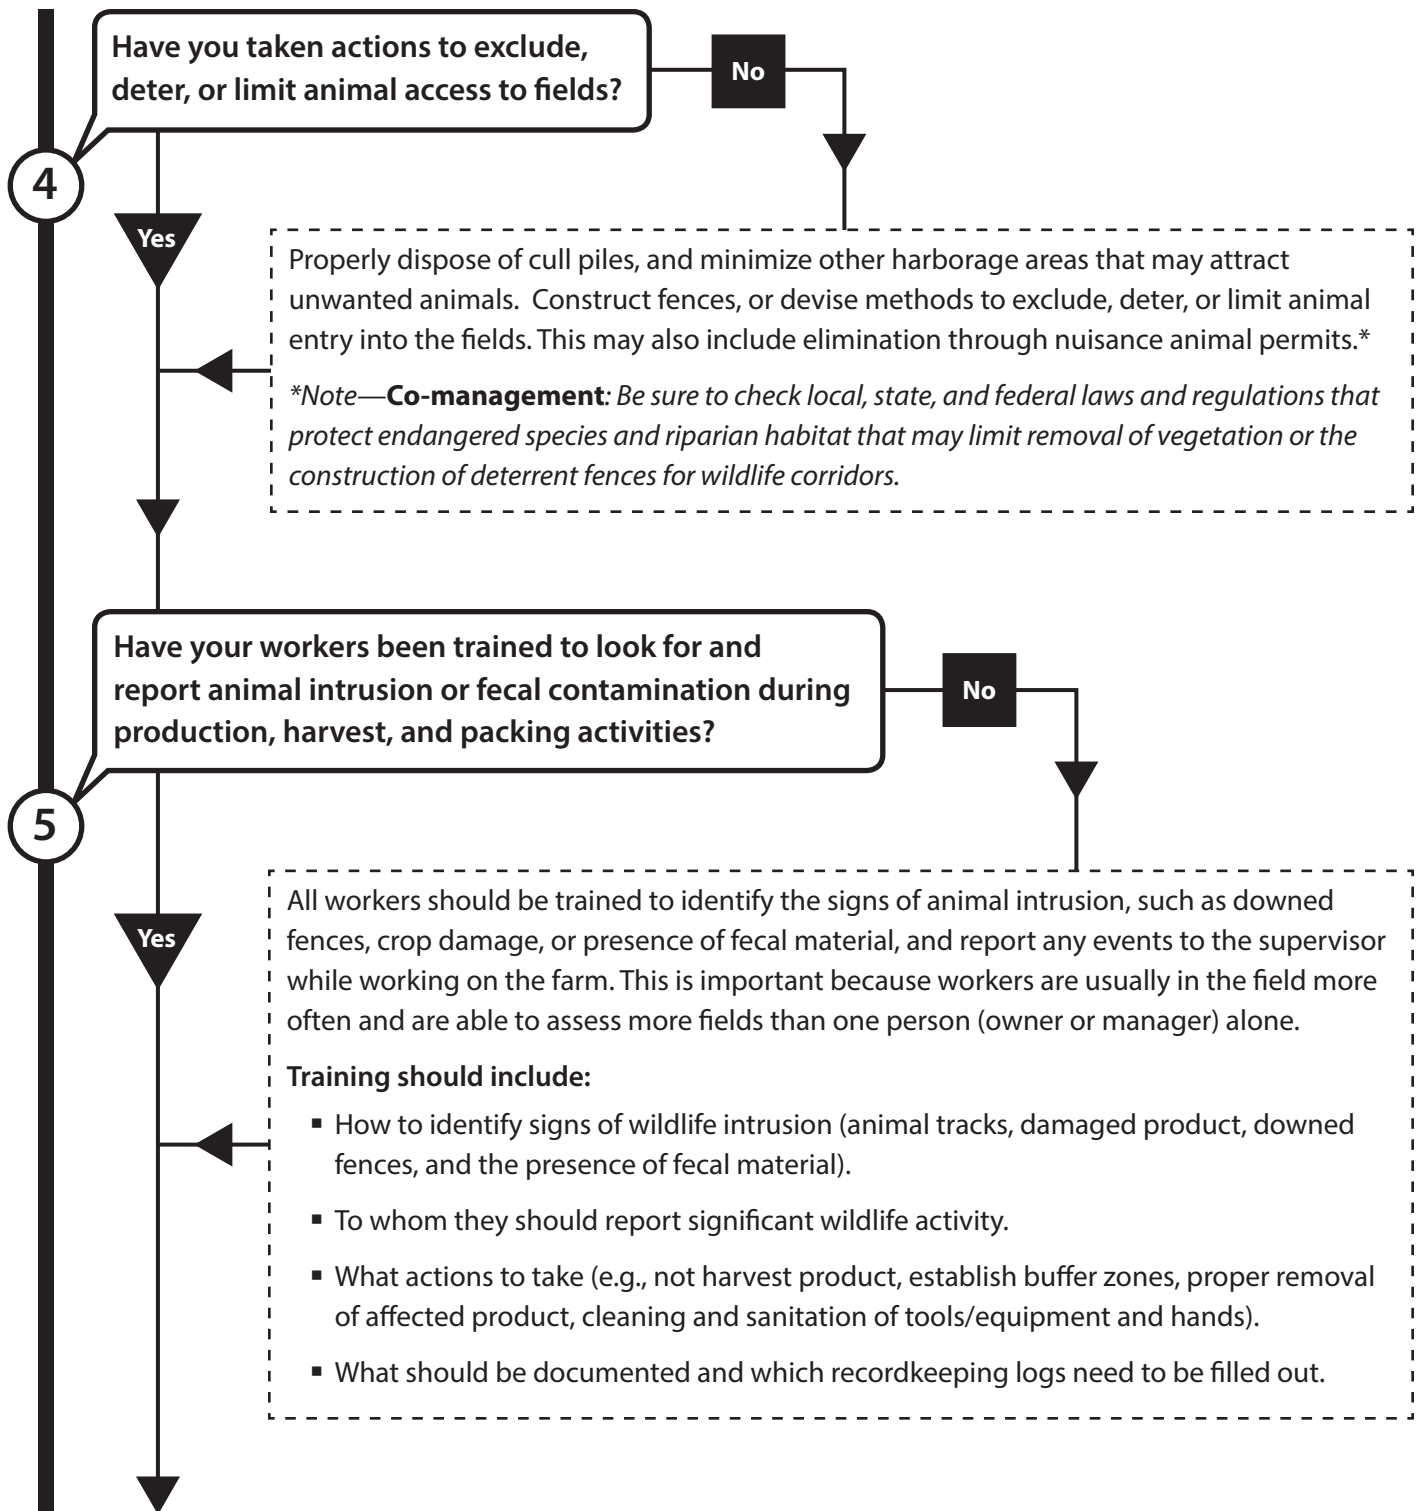 Have you taken actions to exclude,
deter, or limit animal access to fields?
No
4
Yes
Properly dispose of cull piles, and minimize other harborage areas that may attract
unwanted animals.  Construct fences, or devise methods to exclude, deter, or limit animal
entry into the fields. This may also include elimination through nuisance animal permits.*
*Note—Co-management: Be sure to check local, state, and federal laws and regulations that
protect endangered species and riparian habitat that may limit removal of vegetation or the
construction of deterrent fences for wildlife corridors.
Have your workers been trained to look for and
report animal intrusion or fecal contamination during
production, harvest, and packing activities?
No
5
Yes
All workers should be trained to identify the signs of animal intrusion, such as downed
fences, crop damage, or presence of fecal material, and report any events to the supervisor
while working on the farm. This is important because workers are usually in the field more
often and are able to assess more fields than one person (owner or manager) alone.
Training should include:
▪ How to identify signs of wildlife intrusion (animal tracks, damaged product, downed
fences, and the presence of fecal material).
▪ To whom they should report significant wildlife activity.
▪ What actions to take (e.g., not harvest product, establish buffer zones, proper removal
of affected product, cleaning and sanitation of tools/equipment and hands).
▪ What should be documented and which recordkeeping logs need to be filled out.